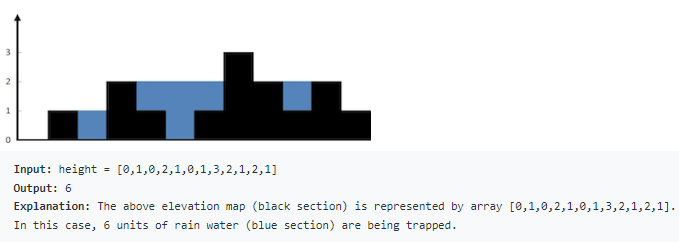 3
2
1
0
Input: height = [0,1,0,2,1,0,1,3,2,1,2,1]
Output: 6
Explanation: The above elevation map (black section) is represented by array [0,1,0,2,1,0,1,3,2,1,2,1].
In this case, 6 units of rain water (blue section) are being trapped.